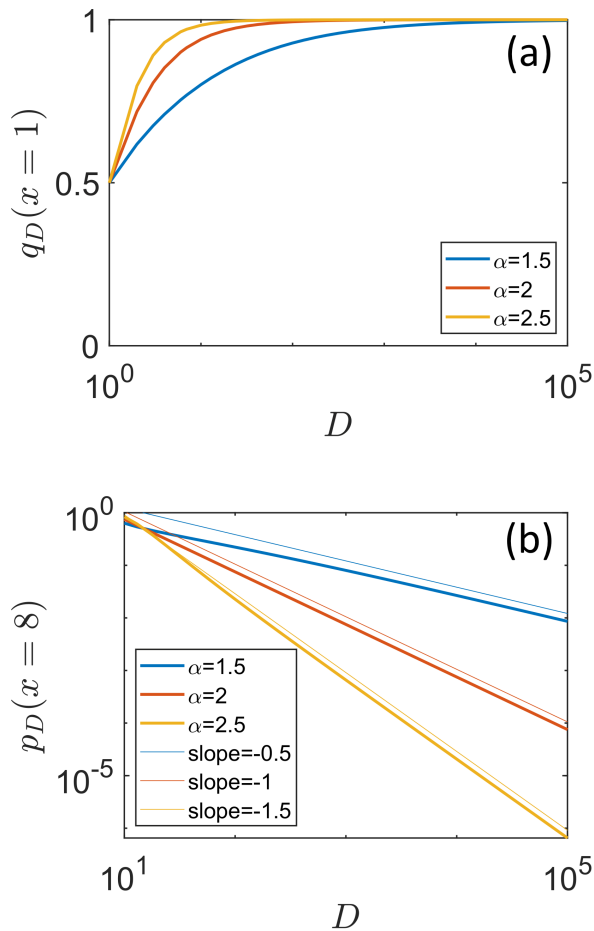 (a)
1
0.5
0
q_D(x = 1)
α=1.5
α=2
α=2.5
10^0
10^5
D
(b)
10^0
10^-5
p_D(x = 8)
α=1.5
α=2
α=2.5
slope=-0.5
slope=-1
slope=-1.5
10^1
10^5
D